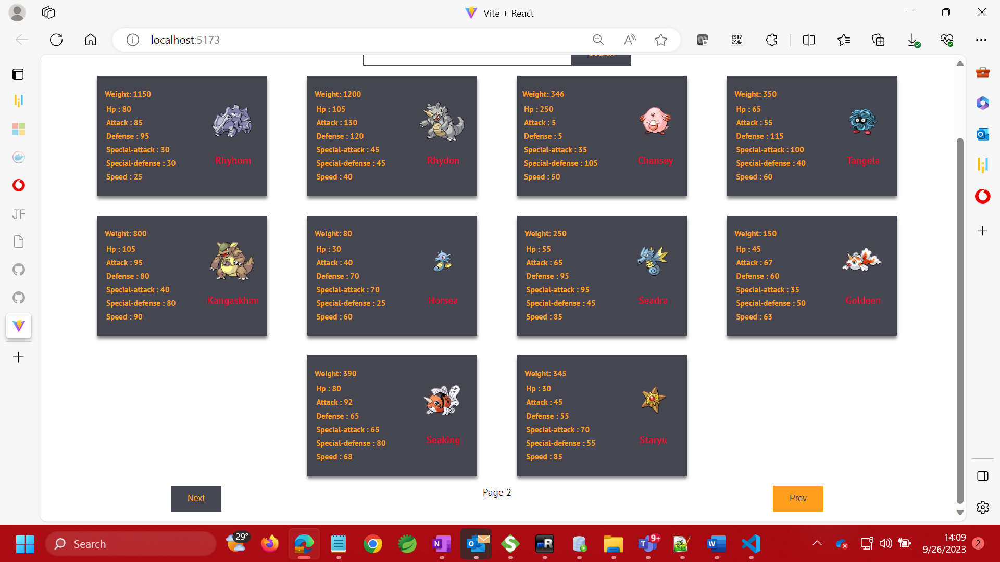 Vite + React
localhost:5173
Search
Weight: 1150
Hp : 80
Attack : 85
Defense : 95
Special-attack : 30
Special-defense : 30
Speed : 25
Rhyhorn
Weight: 1200
Hp : 105
Attack : 130
Defense : 120
Special-attack : 45
Special-defense : 45
Speed : 40
Rhydon
Weight: 346
Hp : 250
Attack : 5
Defense : 5
Special-attack : 35
Special-defense : 105
Speed : 50
Chansey
Weight: 350
Hp : 65
Attack : 55
Defense : 115
Special-attack : 100
Special-defense : 40
Speed : 60
Tangela
Weight: 800
Hp : 105
Attack : 95
Defense : 80
Special-attack : 40
Special-defense : 80
Speed : 90
Kangaskhan
Weight: 80
Hp : 30
Attack : 40
Defense : 70
Special-attack : 70
Special-defense : 25
Speed : 60
Horsea
Weight: 250
Hp : 55
Attack : 65
Defense : 95
Special-attack : 95
Special-defense : 45
Speed : 85
Seadra
Weight: 150
Hp : 45
Attack : 67
Defense : 60
Special-attack : 35
Special-defense : 50
Speed : 63
Goldeen
Weight: 390
Hp : 80
Attack : 92
Defense : 65
Special-attack : 65
Special-defense : 80
Speed : 68
Seaking
Weight: 345
Hp : 30
Attack : 45
Defense : 55
Special-attack : 70
Special-defense : 55
Speed : 85
Staryu
Next
Page 2
Prev
JF
Search
29°
9+
14:09
9/26/2023
2